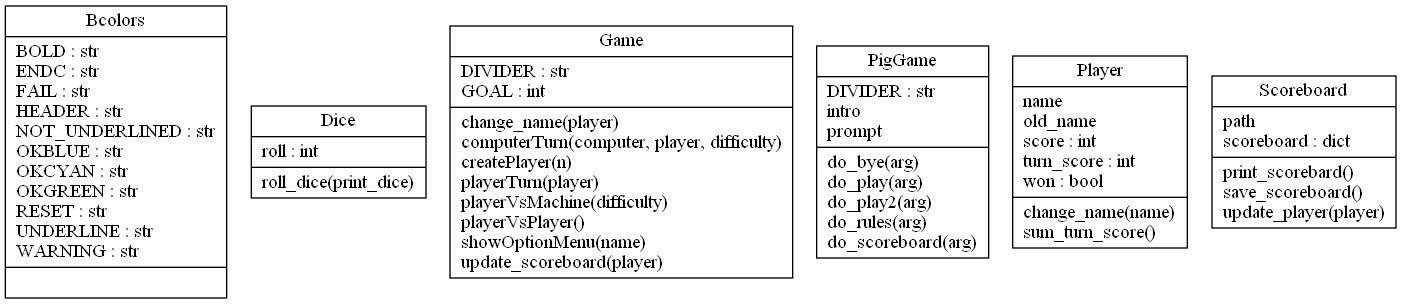 Bcolors
BOLD : str
ENDC : str
FAIL : str
HEADER : str
NOT_UNDERLINED : str
OKBLUE : str
OKCYAN : str
OKGREEN : str
RESET : str
UNDERLINE : str
WARNING : str
Dice
roll : int
roll_dice(print_dice)
Game
DIVIDER : str
GOAL : int
change_name(player)
computerTurn(computer, player, difficulty)
createPlayer(n)
playerTurn(player)
playerVsMachine(difficulty)
playerVsPlayer()
showOptionMenu(name)
update_scoreboard(player)
PigGame
DIVIDER : str
intro
prompt
do_bye(arg)
do_play(arg)
do_play2(arg)
do_rules(arg)
do_scoreboard(arg)
Player
name
old_name
score : int
turn_score : int
won : bool
change_name(name)
sum_turn_score()
Scoreboard
path
scoreboard : dict
print_scorebard()
save_scoreboard()
update_player(player)